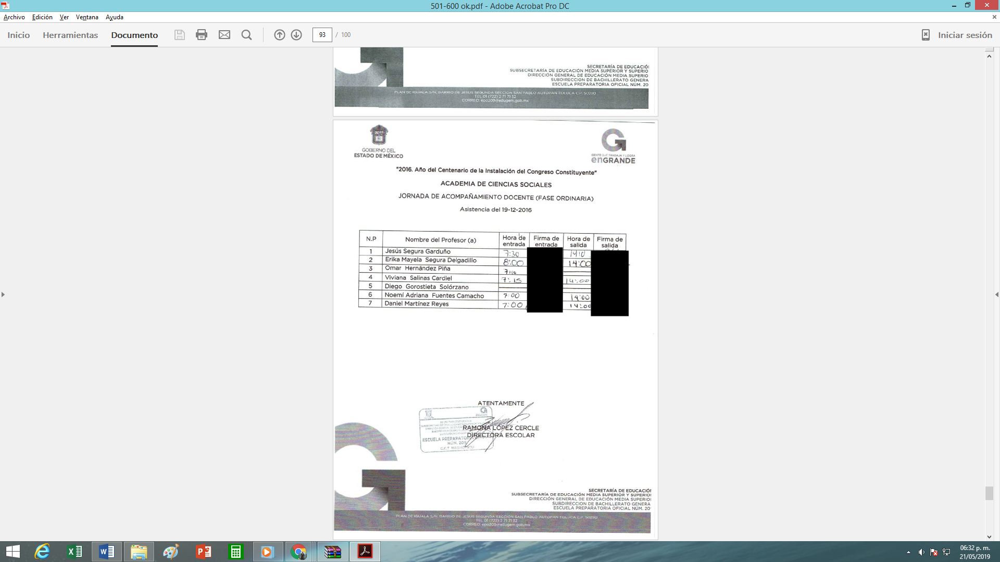 501-600 ok.pdf - Adobe Acrobat Pro DC
Archivo Edición Ver Ventana Ayuda
Inicio Herramientas Documento 93 / 100 Iniciar sesión
SECRETARÍA DE EDUCACIÓ
SUBSECRETARÍA DE EDUCACIÓN MEDIA SUPERIOR Y SUPERIO
DIRECCIÓN GENERAL DE EDUCACIÓN MEDIA SUPERIO
SUBDIRECCION DE BACHILLERATO GENERA
ESCUELA PREPARATORIA OFICIAL NÚM. 20
PLAN DE IGUALA S/N. BARRIO DE JESUS SEGUNDA SECCION SAN PABLO AUTOPAN TOLUCA C.P. 50290
TEL 01 (722) 2 71 71 32
CORREO: epo209@edugem.gob.mx
GOBIERNO DEL
ESTADO DE MÉXICO
GENTE QUE TRABAJA Y LOGRA
enGRANDE
"2016. Año del Centenario de la Instalación del Congreso Constituyente"
ACADEMIA DE CIENCIAS SOCIALES
JORNADA DE ACOMPAÑAMIENTO DOCENTE (FASE ORDINARIA)
Asistencia del 19-12-2016
N.P Nombre del Profesor (a) Hora de entrada Firma de entrada Hora de salida Firma de salida
1 Jesús Segura Garduño 7:30 1410
2 Erika Mayela Segura Delgadillo 8:00 14:00
3 Omar Hernández Piña 7:10
4 Viviana Salinas Cardiel 7:15 14:00
5 Diego Gorostieta Solórzano
6 Noemí Adriana Fuentes Camacho 7:00 14:00
7 Daniel Martínez Reyes 7:00 14:00
ATENTAMENTE
RAMONA LÓPEZ CERCLE
DIRECTORA ESCOLAR
ESCUELA PREPARATORIA OFICIAL
NÚM. 209
SECRETARÍA DE EDUCACIÓ
SUBSECRETARÍA DE EDUCACIÓN MEDIA SUPERIOR Y SUPERIO
DIRECCIÓN GENERAL DE EDUCACIÓN MEDIA SUPERIO
SUBDIRECCION DE BACHILLERATO GENERA
ESCUELA PREPARATORIA OFICIAL NÚM. 20
PLAN DE IGUALA S/N. BARRIO DE JESUS SEGUNDA SECCION SAN PABLO AUTOPAN TOLUCA C.P. 50290
TEL 01 (722) 2 71 71 32
CORREO: epo209@edugem.gob.mx
06:32 p. m.
21/05/2019